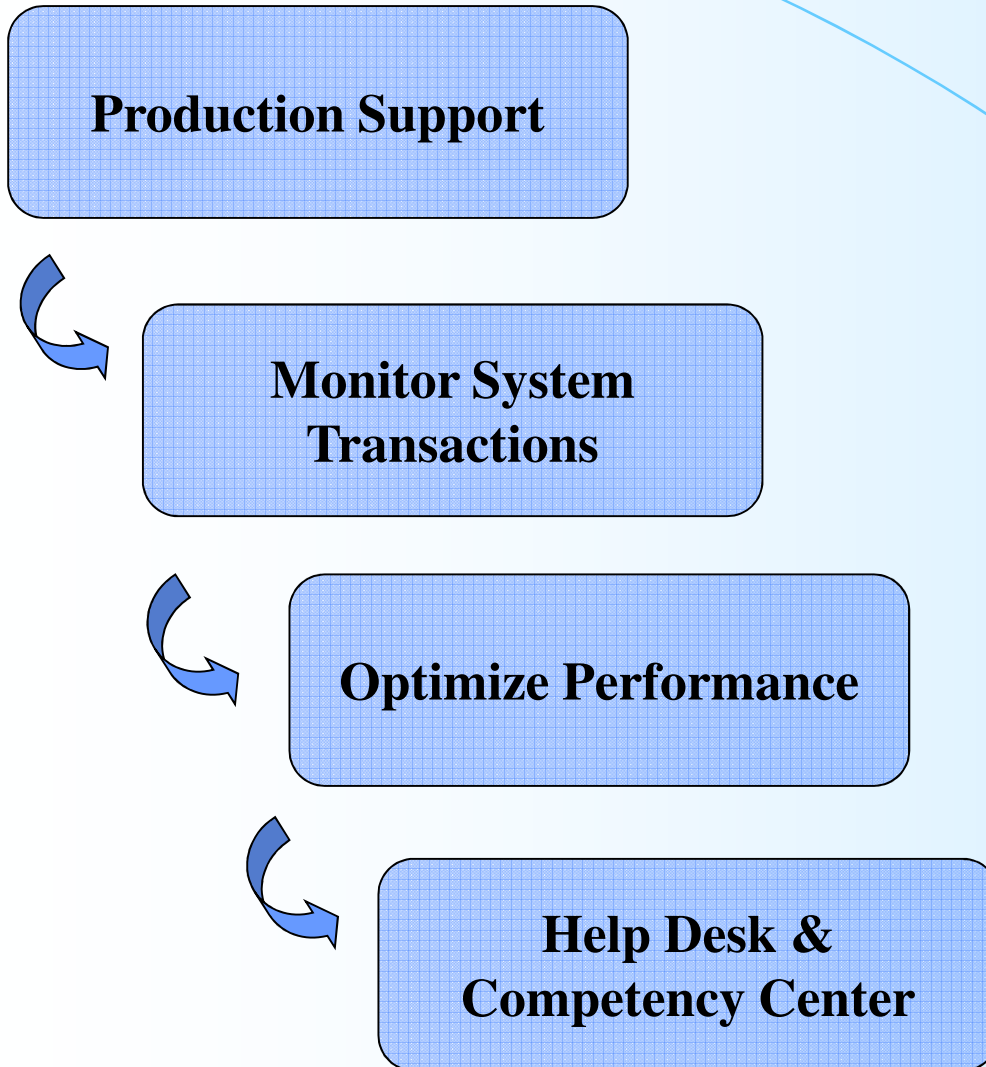 Production Support
Monitor System
Transactions
Optimize Performance
Help Desk &
Competency Center